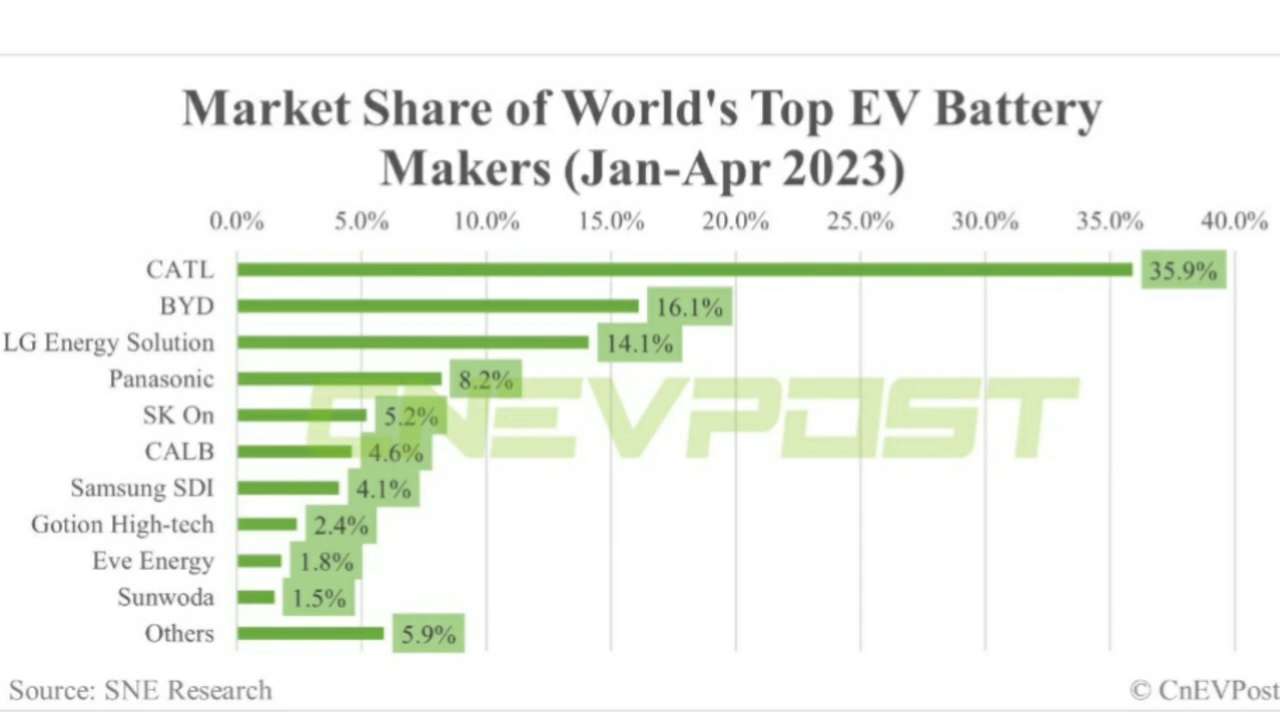 Market Share of World's Top EV Battery
Makers (Jan-Apr 2023)
0.0% 5.0% 10.0% 15.0% 20.0% 25.0% 30.0% 35.0% 40.0%
CATL 35.9%
BYD 16.1%
LG Energy Solution 14.1%
Panasonic 8.2%
CNEVPOST
SK On 5.2%
CALB 4.6%
Samsung SDI 4.1%
Gotion High-tech 2.4%
Eve Energy 1.8%
Sunwoda 1.5%
Others 5.9%
Source: SNE Research © CnEVPost